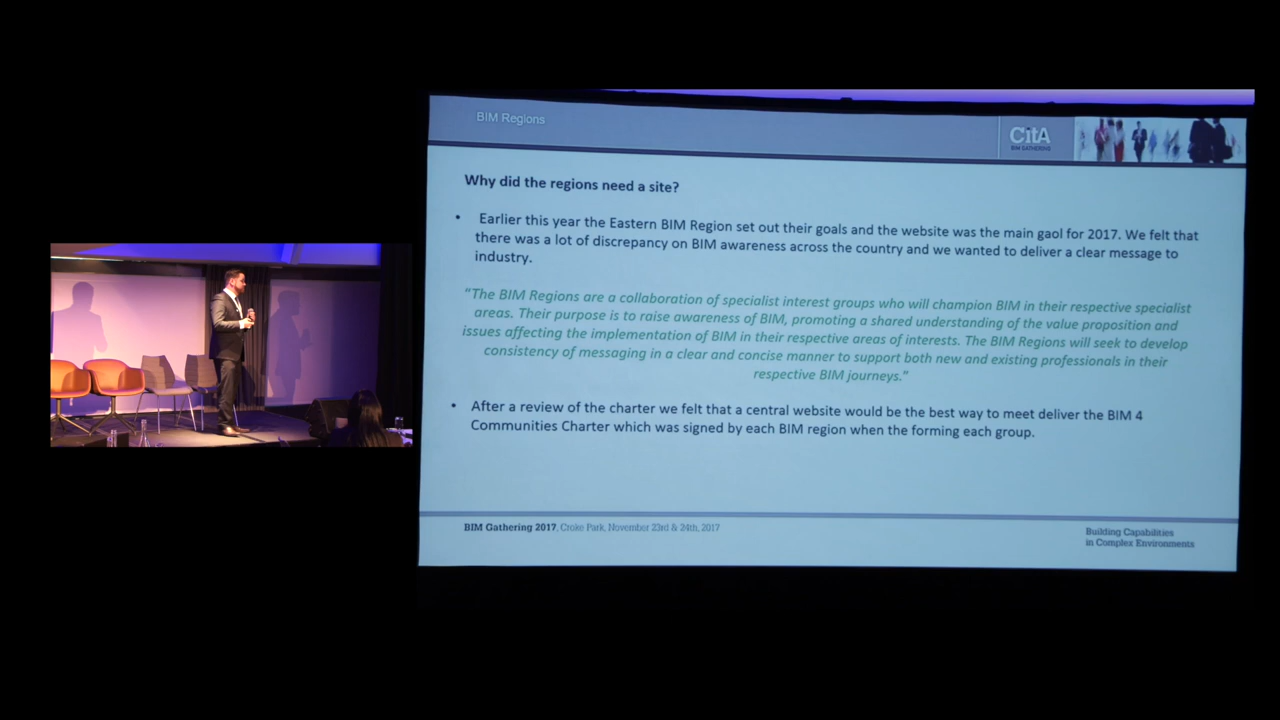 BIM Regions
CitA
BIM GATHERING
Why did the regions need a site?
• Earlier this year the Eastern BIM Region set out their goals and the website was the main gaol for 2017. We felt that
there was a lot of discrepancy on BIM awareness across the country and we wanted to deliver a clear message to
industry.
"The BIM Regions are a collaboration of specialist interest groups who will champion BIM in their respective specialist
areas. Their purpose is to raise awareness of BIM, promoting a shared understanding of the value proposition and
issues affecting the implementation of BIM in their respective areas of interests. The BIM Regions will seek to develop
consistency of messaging in a clear and concise manner to support both new and existing professionals in their
respective BIM journeys."
• After a review of the charter we felt that a central website would be the best way to meet deliver the BIM 4
Communities Charter which was signed by each BIM region when the forming each group.
BIM Gathering 2017, Croke Park, November 23rd & 24th, 2017
Building Capabilities
in Complex Environments